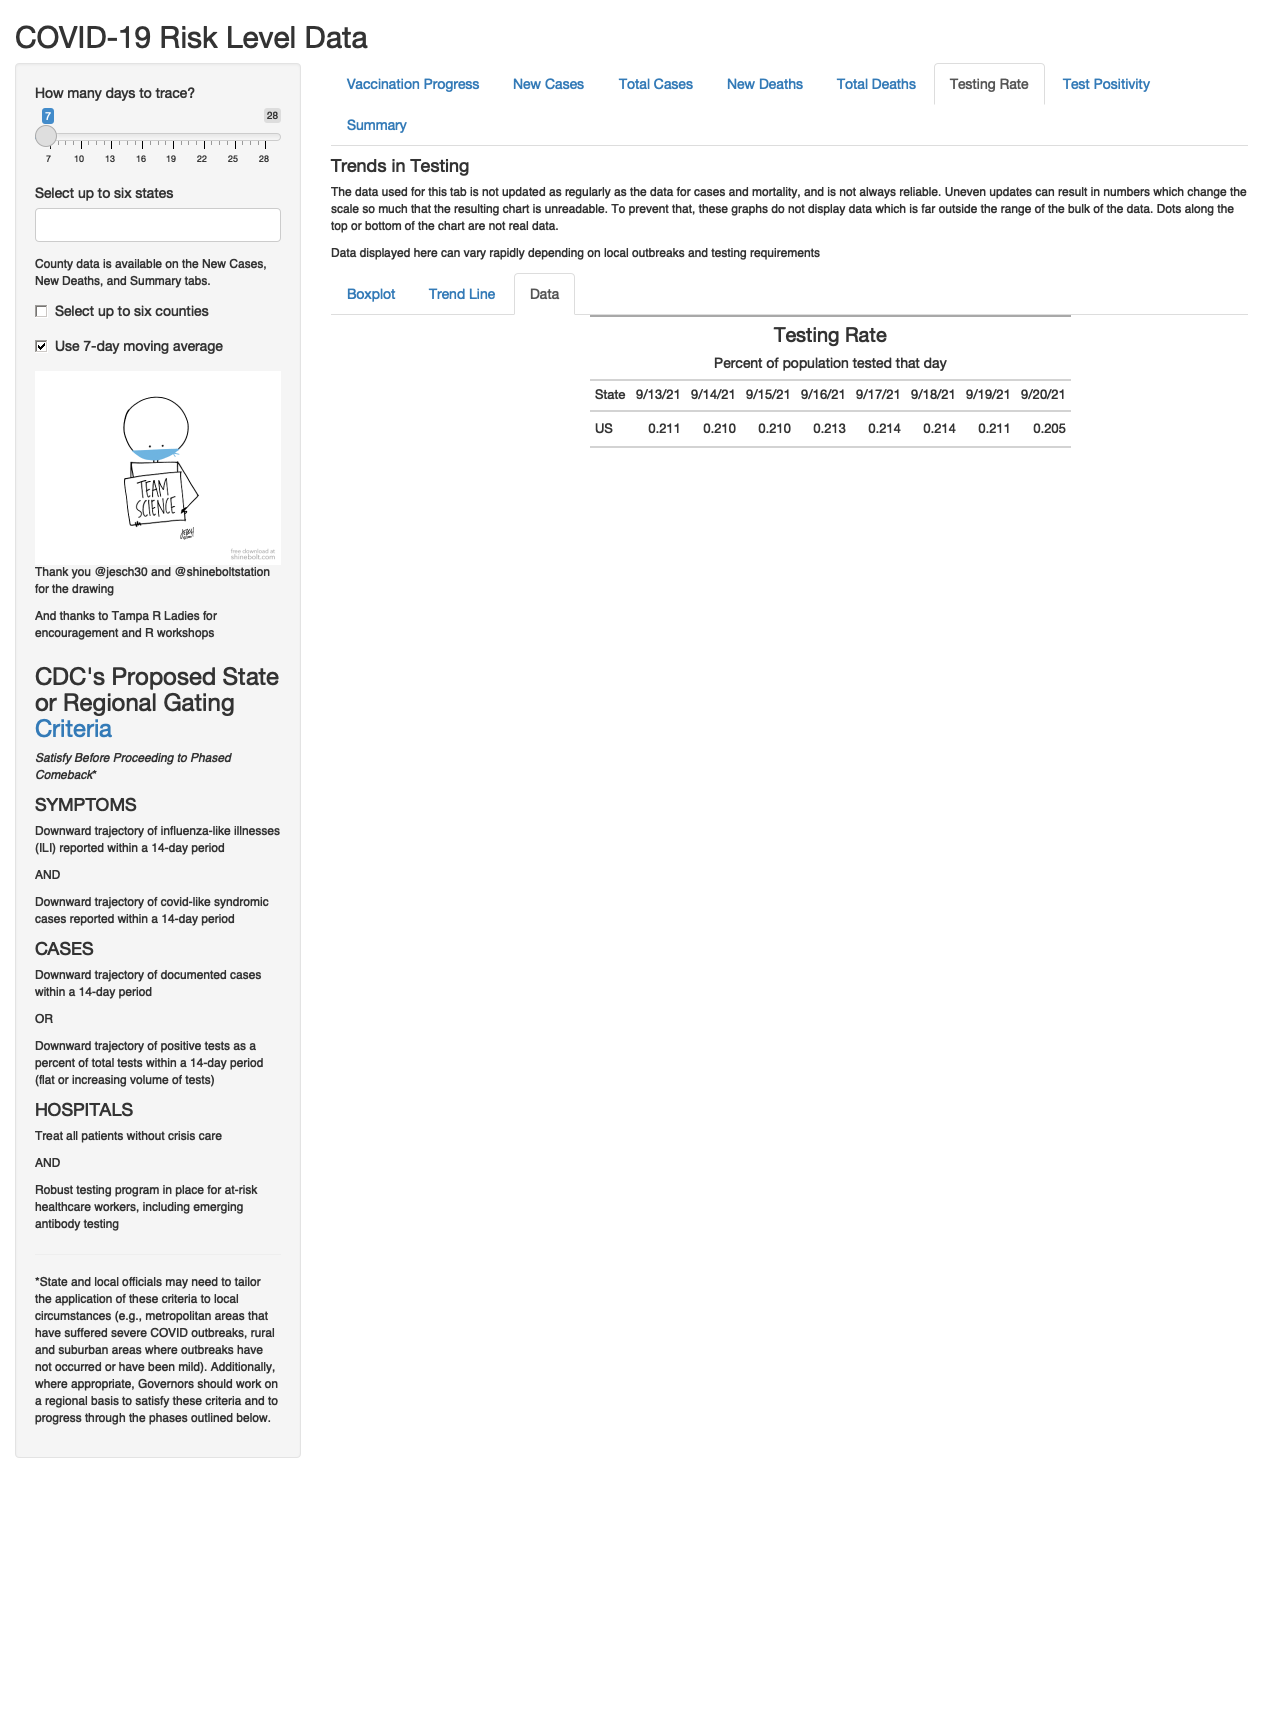 COVID-19 Risk Level Data
How many days to trace?
7 28
7 10 13 16 19 22 25 28
Select up to six states
County data is available on the New Cases,
New Deaths, and Summary tabs.
Select up to six counties
Use 7-day moving average
TEAM
SCIENCE
free download at
shinebolt.com
Thank you @jesch30 and @shineboltstation
for the drawing
And thanks to Tampa R Ladies for
encouragement and R workshops
CDC's Proposed State
or Regional Gating
Criteria
Satisfy Before Proceeding to Phased
Comeback*
SYMPTOMS
Downward trajectory of influenza-like illnesses
(ILI) reported within a 14-day period
AND
Downward trajectory of covid-like syndromic
cases reported within a 14-day period
CASES
Downward trajectory of documented cases
within a 14-day period
OR
Downward trajectory of positive tests as a
percent of total tests within a 14-day period
(flat or increasing volume of tests)
HOSPITALS
Treat all patients without crisis care
AND
Robust testing program in place for at-risk
healthcare workers, including emerging
antibody testing
*State and local officials may need to tailor
the application of these criteria to local
circumstances (e.g., metropolitan areas that
have suffered severe COVID outbreaks, rural
and suburban areas where outbreaks have
not occurred or have been mild). Additionally,
where appropriate, Governors should work on
a regional basis to satisfy these criteria and to
progress through the phases outlined below.
Vaccination Progress New Cases Total Cases New Deaths Total Deaths Testing Rate Test Positivity
Summary
Trends in Testing
The data used for this tab is not updated as regularly as the data for cases and mortality, and is not always reliable. Uneven updates can result in numbers which change the
scale so much that the resulting chart is unreadable. To prevent that, these graphs do not display data which is far outside the range of the bulk of the data. Dots along the
top or bottom of the chart are not real data.
Data displayed here can vary rapidly depending on local outbreaks and testing requirements
Boxplot Trend Line Data
Testing Rate
Percent of population tested that day
State 9/13/21 9/14/21 9/15/21 9/16/21 9/17/21 9/18/21 9/19/21 9/20/21
US 0.211 0.210 0.210 0.213 0.214 0.214 0.211 0.205